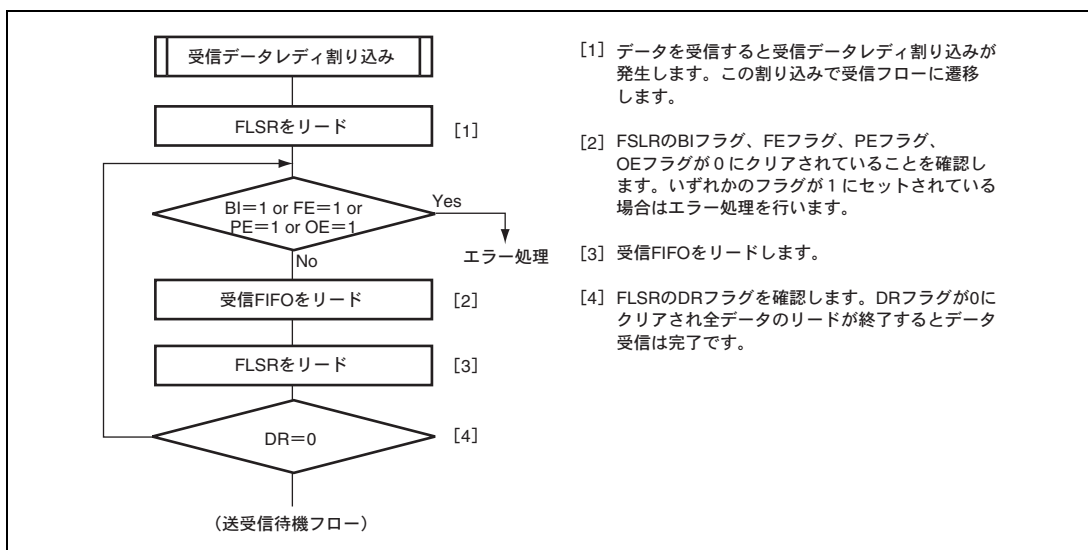 受信データレディ割り込み
FLSRをリード
[1]
BI＝1 or FE＝1 or
PE＝1 or OE＝1
Yes
エラー処理
No
受信FIFOをリード
[2]
FLSRをリード
[3]
DR＝0
[4]
（送受信待機フロー）
[1] データを受信すると受信データレディ割り込みが
発生します。この割り込みで受信フローに遷移
します。
[2] FSLRのBIフラグ、FEフラグ、PEフラグ、
OEフラグが 0 にクリアされていることを確認し
ます。いずれかのフラグが 1 にセットされている
場合はエラー処理を行います。
[3] 受信FIFOをリードします。
[4] FLSRのDRフラグを確認します。DRフラグが0に
クリアされ全データのリードが終了するとデータ
受信は完了です。